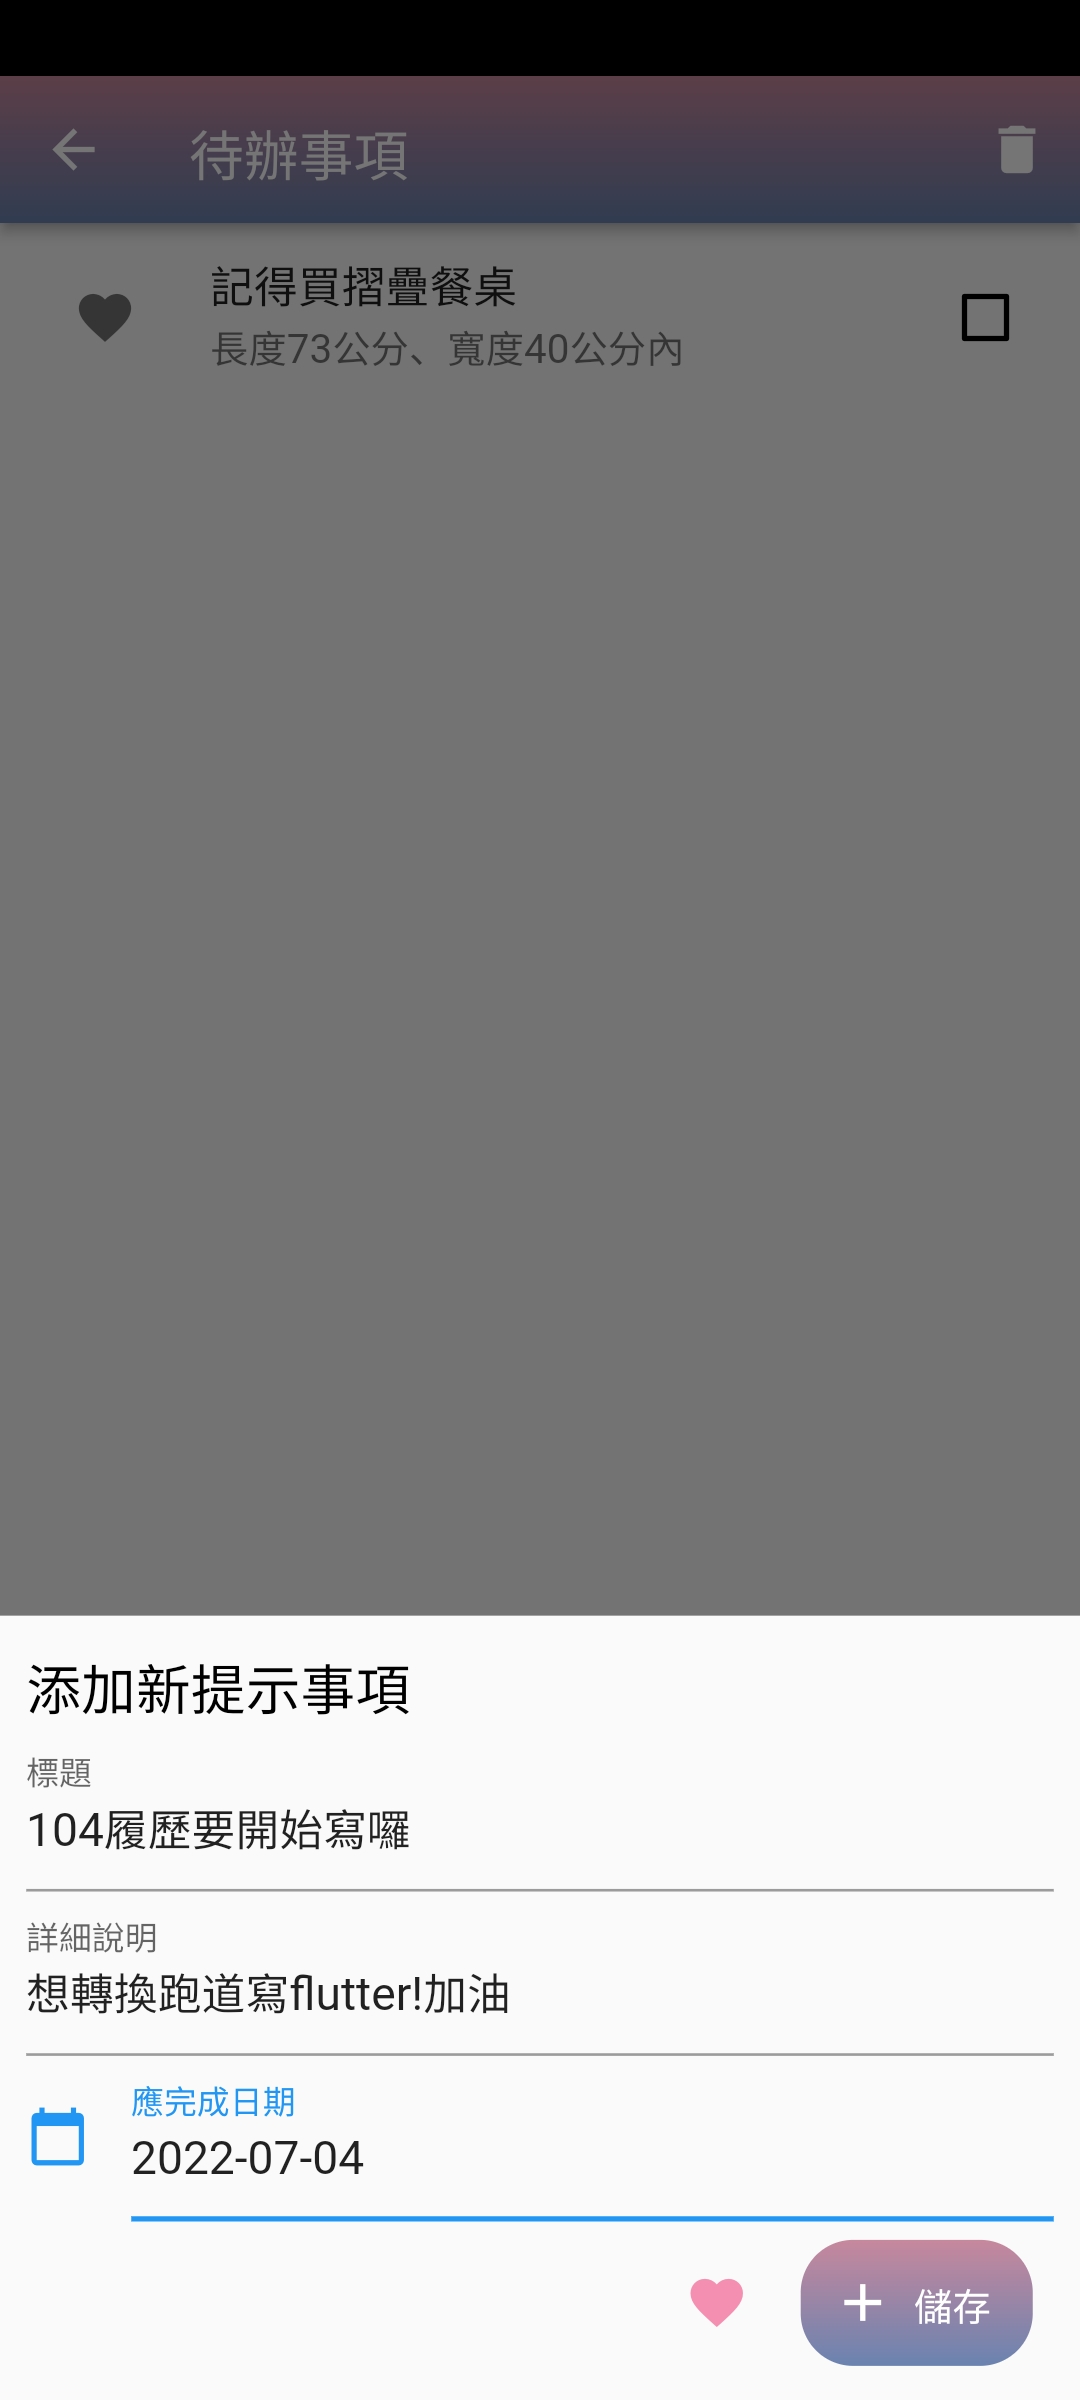 待辦事項
記得買摺疊餐桌
長度73公分、寬度40公分內
添加新提示事項
標題
104履歷要開始寫囉
詳細說明
想轉換跑道寫flutter!加油
應完成日期
2022-07-04
儲存